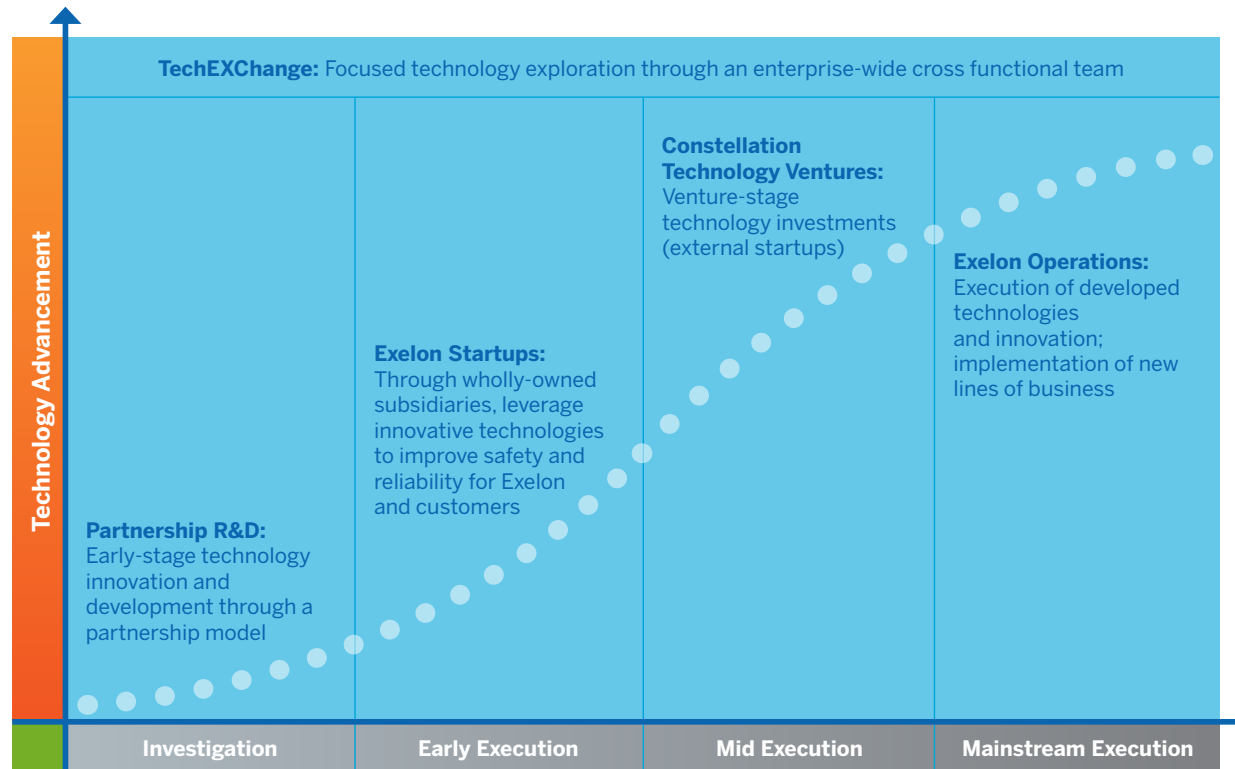 TechEXChange: Focused technology exploration through an enterprise-wide cross functional team
Technology Advancement
Partnership R&D:
Early-stage technology
innovation and
development through a
partnership model
Exelon Startups:
Through wholly-owned
subsidiaries, leverage
innovative technologies
to improve safety and
reliability for Exelon
and customers
Constellation
Technology Ventures:
Venture-stage
technology investments
(external startups)
Exelon Operations:
Execution of developed
technologies
and innovation;
implementation of new
lines of business
Investigation
Early Execution
Mid Execution
Mainstream Execution